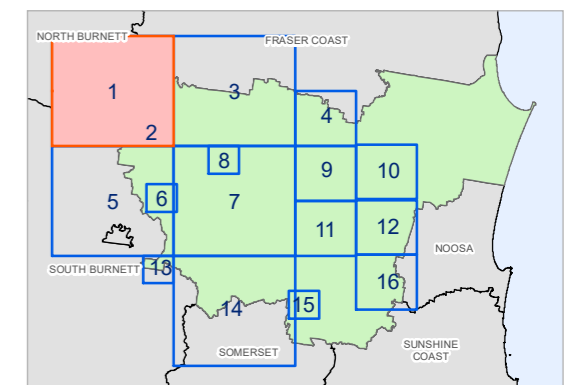 NORTH BURNETT
FRASER COAST
1
3
4
2
8
9
10
5
6
7
11
12
NOOSA
SOUTH BURNETT
13
14
15
16
SOMERSET
SUNSHINE
COAST